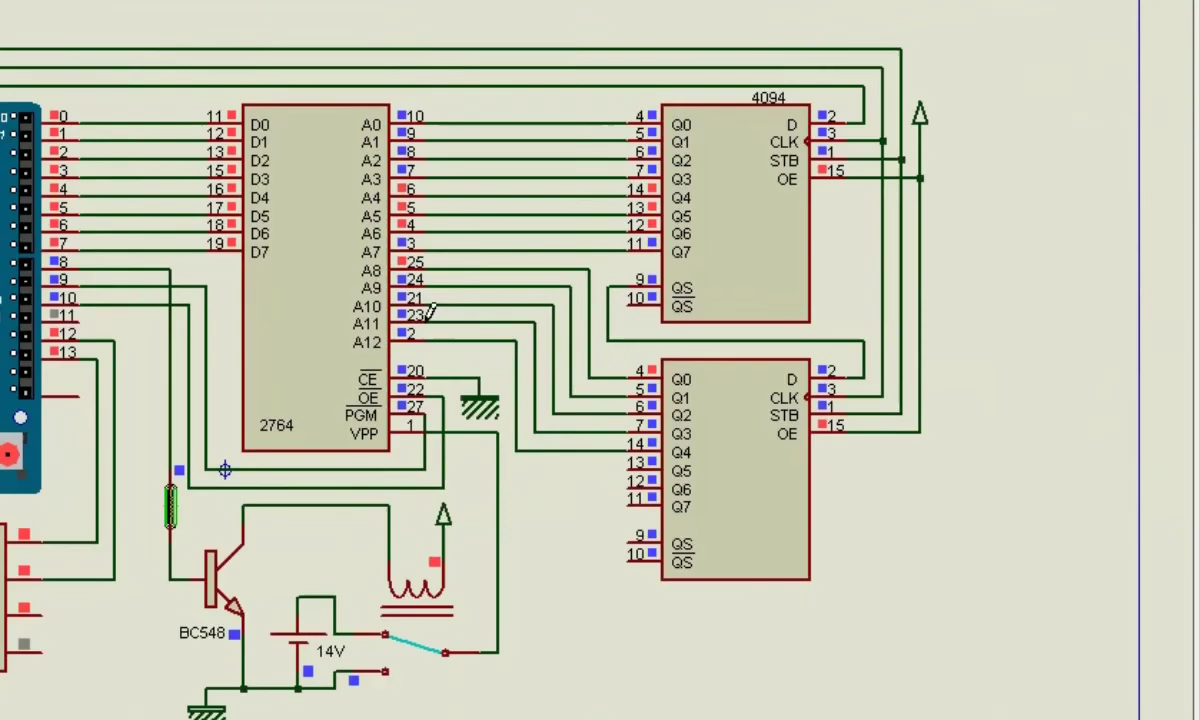 4094
0 11 D0 A0 10 4 Q0 D 2
1 12 D1 A1 9 5 Q1 CLK 3
2 13 D2 A2 8 6 Q2 STB 1
3 15 D3 A3 7 7 Q3 OE 15
4 16 D4 A4 6 14 Q4
5 17 D5 A5 5 13 Q5
6 18 D6 A6 4 12 Q6
7 19 D7 A7 3 11 Q7
8 A8 25
9 A9 24 9 QS
10 A10 21 10 QS
11 A11 23
12 A12 2
13
CE 20 4 Q0 D 2
OE 22 5 Q1 CLK 3
PGM 27 6 Q2 STB 1
2764 VPP 1 7 Q3 OE 15
14 Q4
13 Q5
12 Q6
11 Q7
9 QS
10 QS
BC548
14V